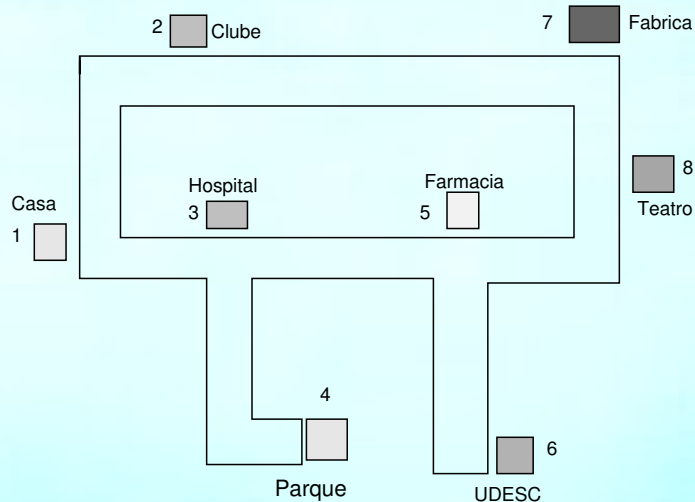 2 Clube
7 Fabrica
8
Teatro
Hospital
3
Farmacia
5
Casa
1
4
Parque
6
UDESC